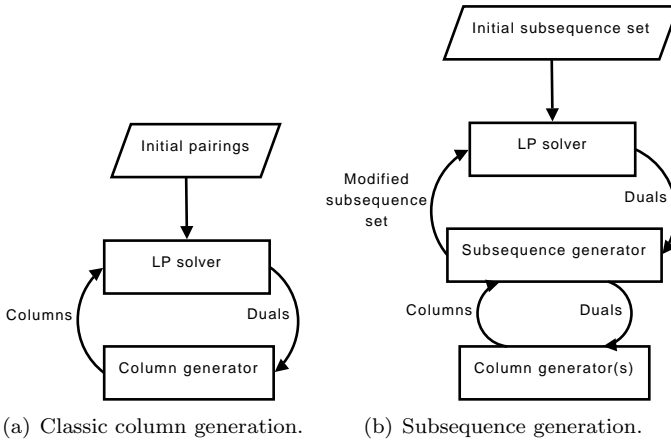 Initial pairings
LP solver
Columns
Duals
Column generator
(a) Classic column generation.
Initial subsequence set
LP solver
Modified
subsequence
set
Duals
Subsequence generator
Columns
Duals
Column generator(s)
(b) Subsequence generation.